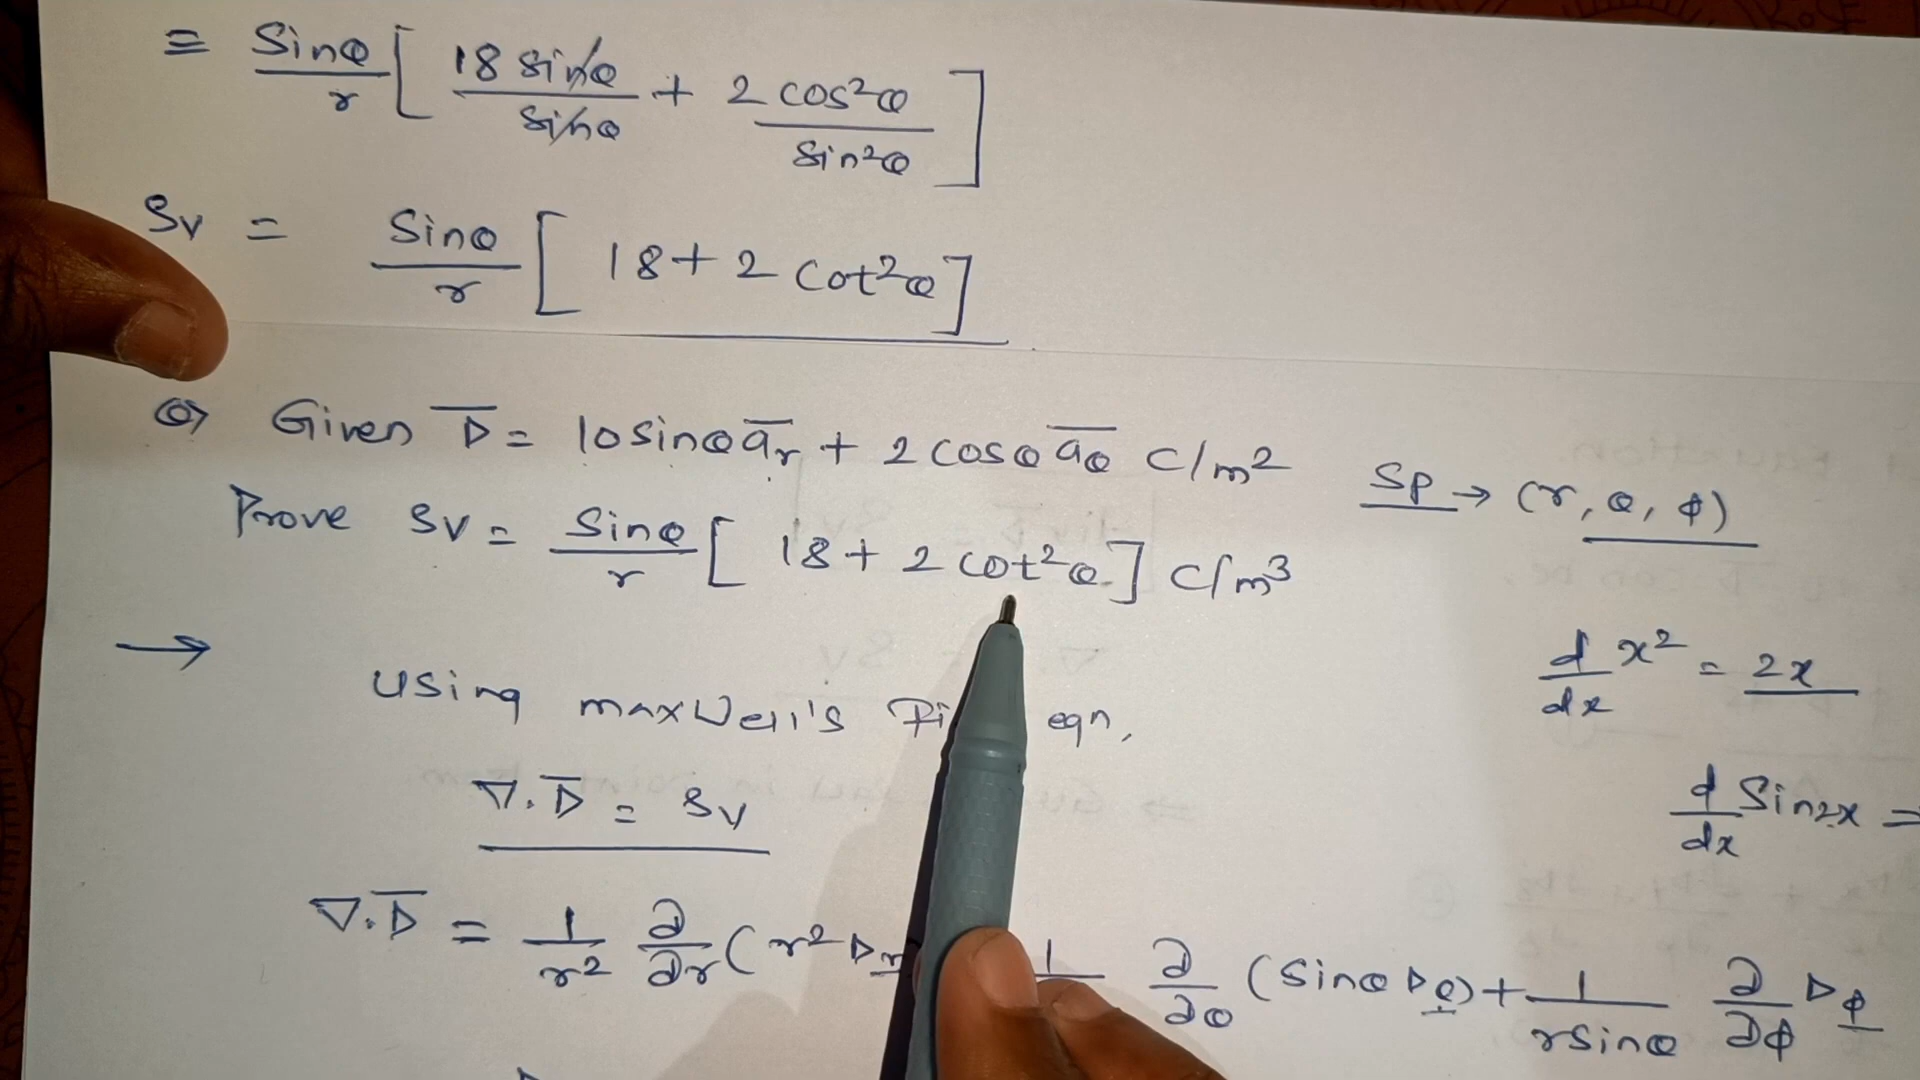 = Sinθ/r [ 18 sinθ/sinθ + 2 cos²θ/sin²θ ]
ρv = Sinθ/r [ 18 + 2 cot²θ ]
Q) Given D̅ = 10 sinθ a̅r + 2 cosθ a̅θ C/m²
SP → (r, θ, φ)
Prove ρv = Sinθ/r [ 18 + 2 cot²θ ] C/m³
→
d/dx x² = 2x
Using maxwell's eqn,
∇.D̅ = ρv
d/dx Sin2x =
∇.D̅ = 1/r² ∂/∂r ( r² Dr 1 ∂/∂θ (Sinθ Dθ) + 1/rsinθ ∂/∂φ Dφ